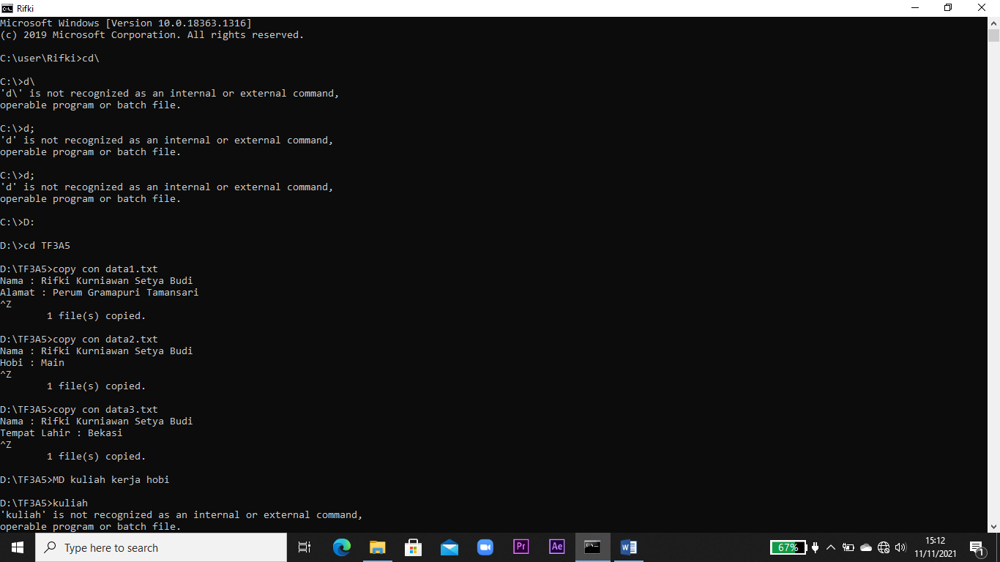 Rifki
Microsoft Windows [Version 10.0.18363.1316]
(c) 2019 Microsoft Corporation. All rights reserved.
C:\user\Rifki>cd\
C:\>d\
'd\' is not recognized as an internal or external command,
operable program or batch file.
C:\>d;
'd' is not recognized as an internal or external command,
operable program or batch file.
C:\>d;
'd' is not recognized as an internal or external command,
operable program or batch file.
C:\>D:
D:\>cd TF3A5
D:\TF3A5>copy con data1.txt
Nama : Rifki Kurniawan Setya Budi
Alamat : Perum Gramapuri Tamansari
^Z
1 file(s) copied.
D:\TF3A5>copy con data2.txt
Nama : Rifki Kurniawan Setya Budi
Hobi : Main
^Z
1 file(s) copied.
D:\TF3A5>copy con data3.txt
Nama : Rifki Kurniawan Setya Budi
Tempat Lahir : Bekasi
^Z
1 file(s) copied.
D:\TF3A5>MD kuliah kerja hobi
D:\TF3A5>kuliah
'kuliah' is not recognized as an internal or external command,
operable program or batch file.
Type here to search
Pr
Ae
67%
15:12
11/11/2021
1